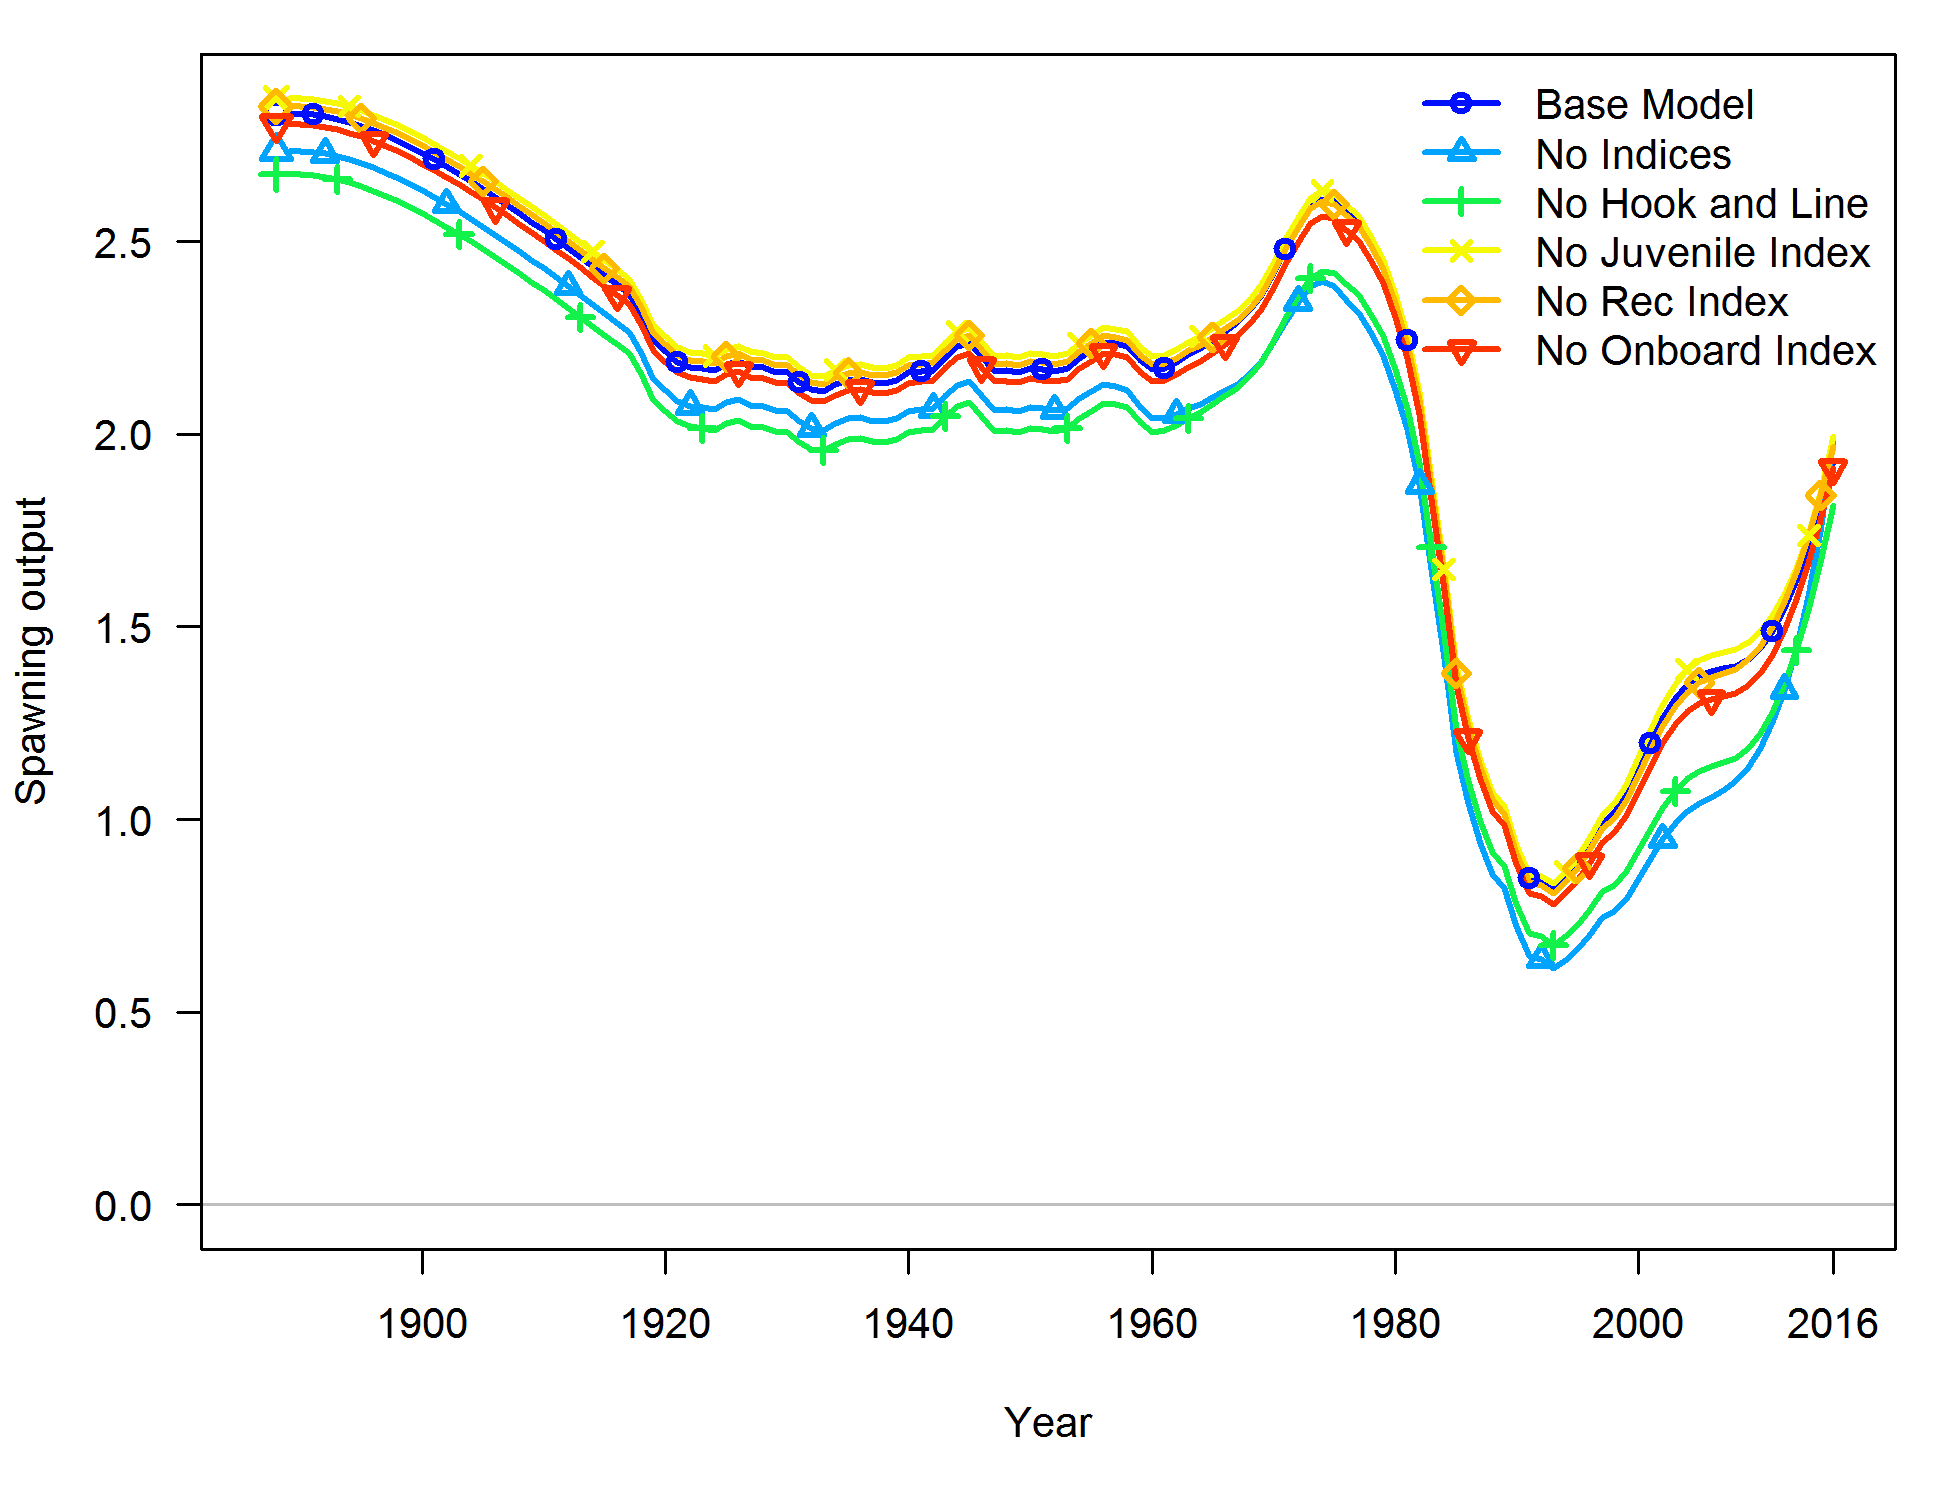 Base Model
No Indices
No Hook and Line
No Juvenile Index
No Rec Index
No Onboard Index
2.5
2.0
1.5
1.0
0.5
0.0
Spawning output
1900 1920 1940 1960 1980 2000 2016
Year